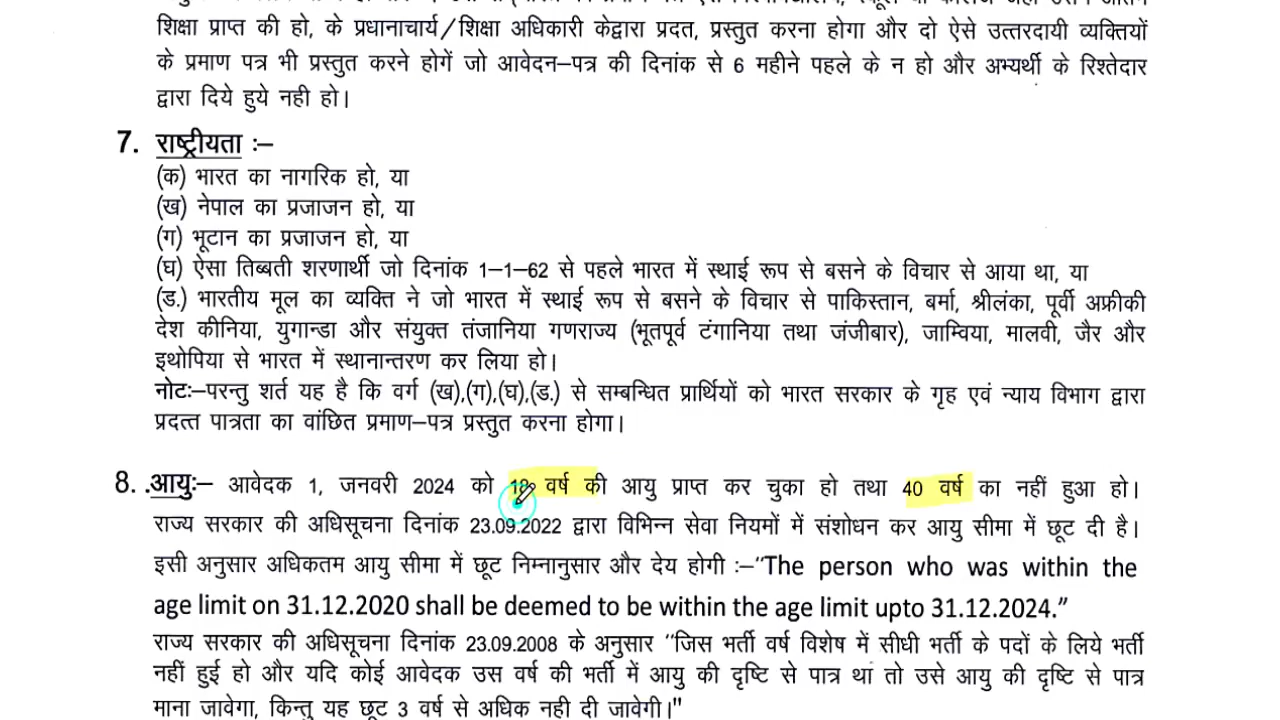 शिक्षा प्राप्त की हो, के प्रधानाचार्य/शिक्षा अधिकारी केद्वारा प्रदत, प्रस्तुत करना होगा और दो ऐसे उत्तरदायी व्यक्तियों
के प्रमाण पत्र भी प्रस्तुत करने होगें जो आवेदन–पत्र की दिनांक से 6 महीने पहले के न हो और अभ्यर्थी के रिश्तेदार
द्वारा दिये हुये नही हो।
7. राष्ट्रीयता :–
(क) भारत का नागरिक हो, या
(ख) नेपाल का प्रजाजन हो, या
(ग) भूटान का प्रजाजन हो, या
(घ) ऐसा तिब्बती शरणार्थी जो दिनांक 1–1–62 से पहले भारत में स्थाई रूप से बसने के विचार से आया था, या
(ड.) भारतीय मूल का व्यक्ति ने जो भारत में स्थाई रूप से बसने के विचार से पाकिस्तान, बर्मा, श्रीलंका, पूर्वी अफ्रीकी
देश कीनिया, युगान्डा और संयुक्त तंजानिया गणराज्य (भूतपूर्व टंगानिया तथा जंजीबार), जाम्विया, मालवी, जैर और
इथोपिया से भारत में स्थानान्तरण कर लिया हो।
नोटः–परन्तु शर्त यह है कि वर्ग (ख),(ग),(घ),(ड.) से सम्बन्धित प्रार्थियों को भारत सरकार के गृह एवं न्याय विभाग द्वारा
प्रदत्त पात्रता का वांछित प्रमाण–पत्र प्रस्तुत करना होगा।
8. .आयुः– आवेदक 1, जनवरी 2024 को वर्ष की आयु प्राप्त कर चुका हो तथा 40 वर्ष का नहीं हुआ हो।
राज्य सरकार की अधिसूचना दिनांक 23.09.2022 द्वारा विभिन्न सेवा नियमों में संशोधन कर आयु सीमा में छूट दी है।
इसी अनुसार अधिकतम आयु सीमा में छूट निम्नानुसार और देय होगी :–"The person who was within the
age limit on 31.12.2020 shall be deemed to be within the age limit upto 31.12.2024."
राज्य सरकार की अधिसूचना दिनांक 23.09.2008 के अनुसार "जिस भर्ती वर्ष विशेष में सीधी भर्ती के पदों के लिये भर्ती
नहीं हुई हो और यदि कोई आवेदक उस वर्ष की भर्ती में आयु की दृष्टि से पात्र था तो उसे आयु की दृष्टि से पात्र
माना जावेगा, किन्तु यह छूट 3 वर्ष से अधिक नही दी जावेगी।"